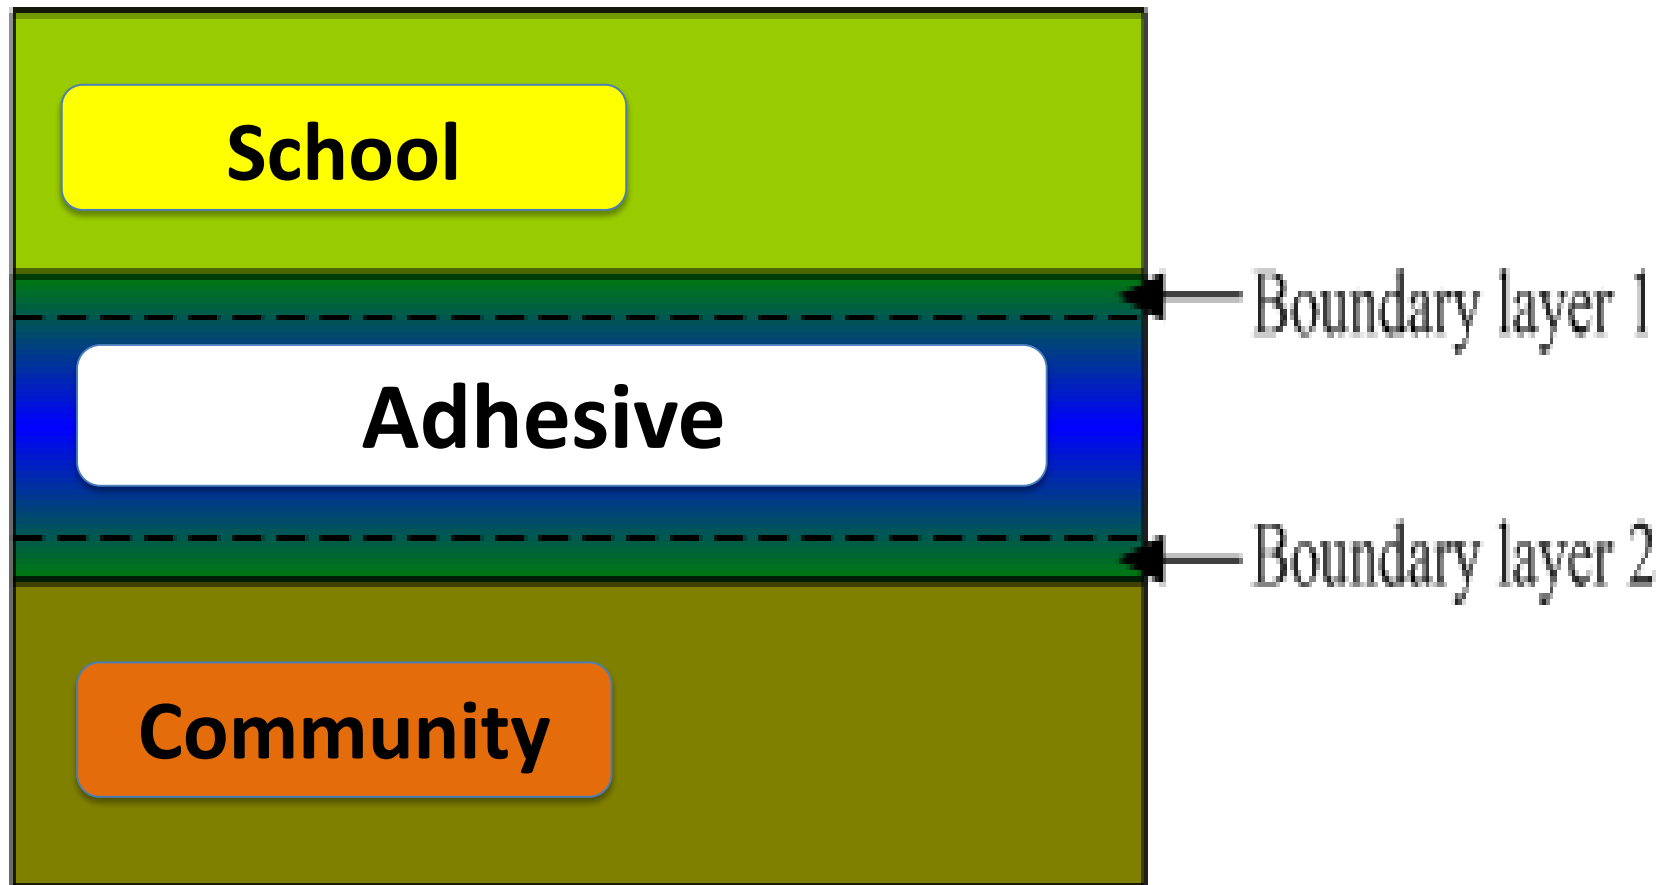 School
Boundary layer 1
Adhesive
Boundary layer 2
Community